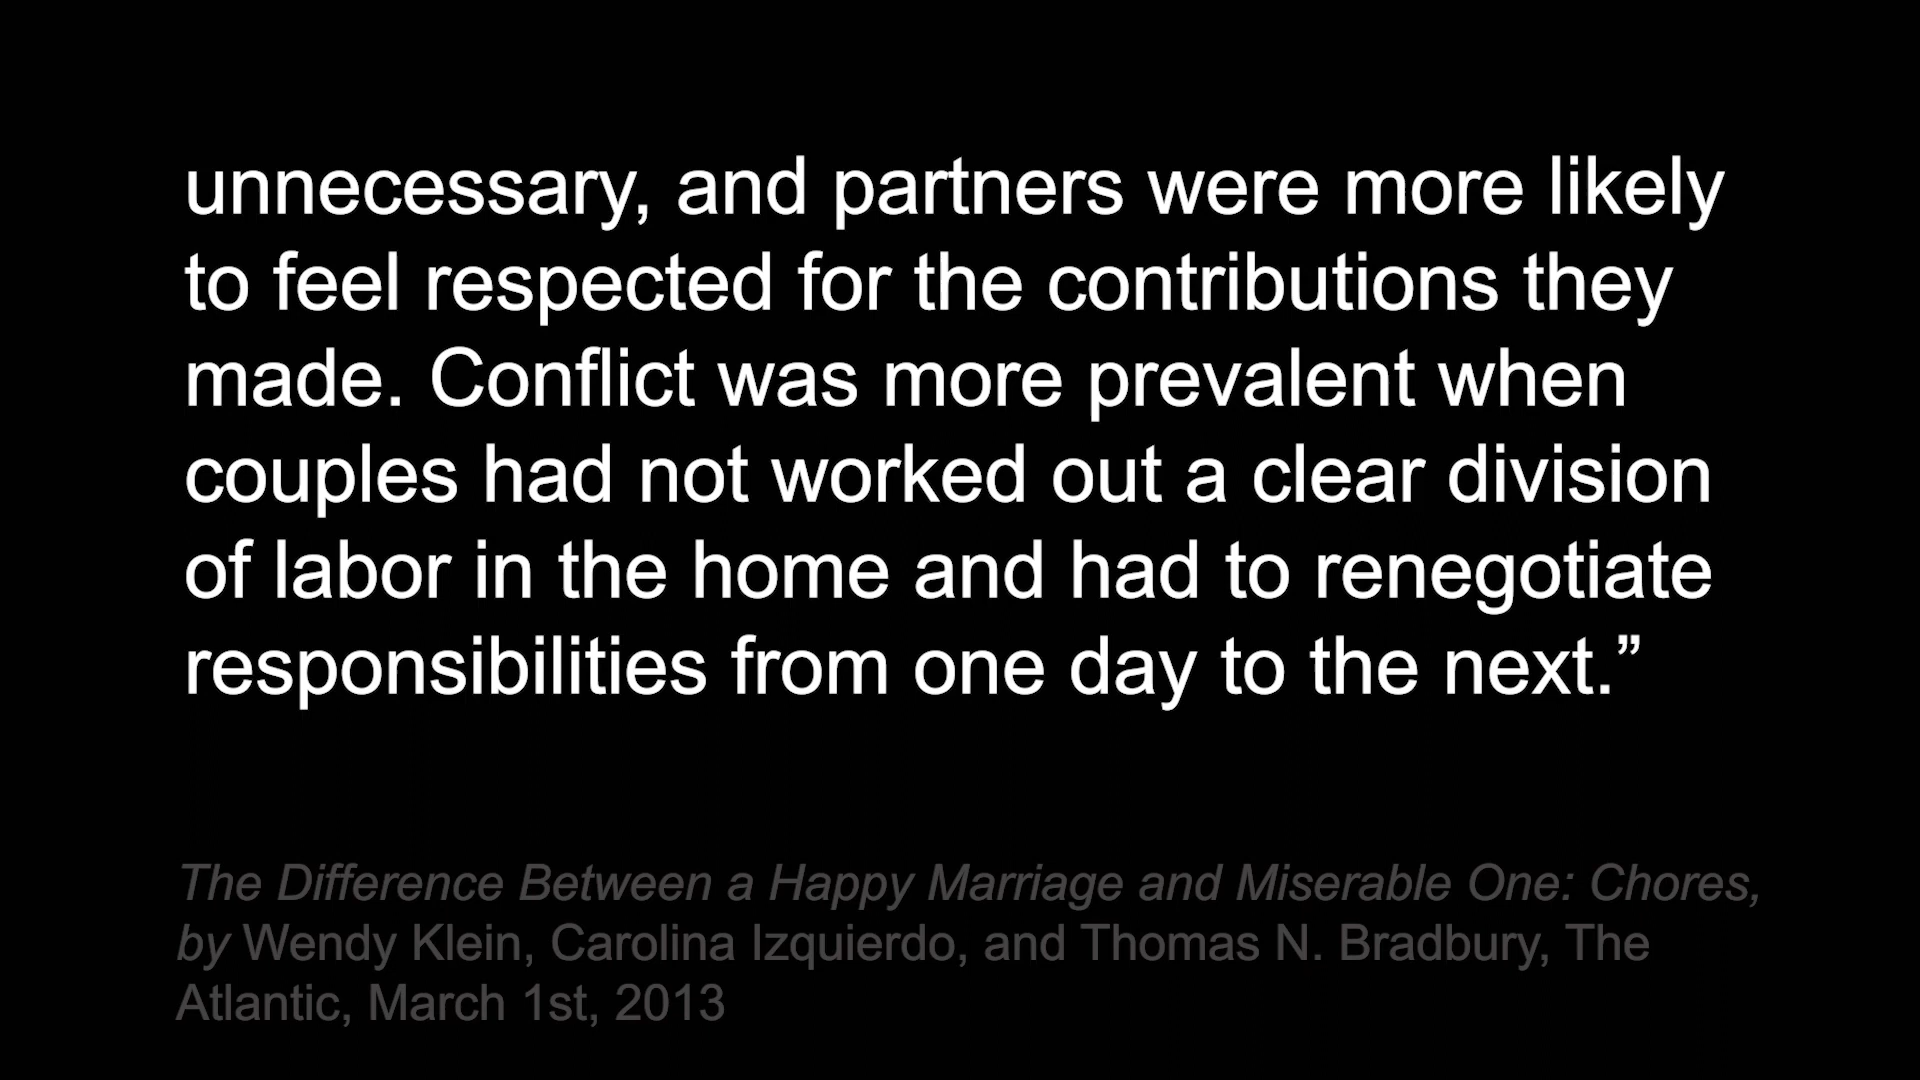 unnecessary, and partners were more likely
to feel respected for the contributions they
made. Conflict was more prevalent when
couples had not worked out a clear division
of labor in the home and had to renegotiate
responsibilities from one day to the next.”
The Difference Between a Happy Marriage and Miserable One: Chores,
by Wendy Klein, Carolina Izquierdo, and Thomas N. Bradbury, The
Atlantic, March 1st, 2013